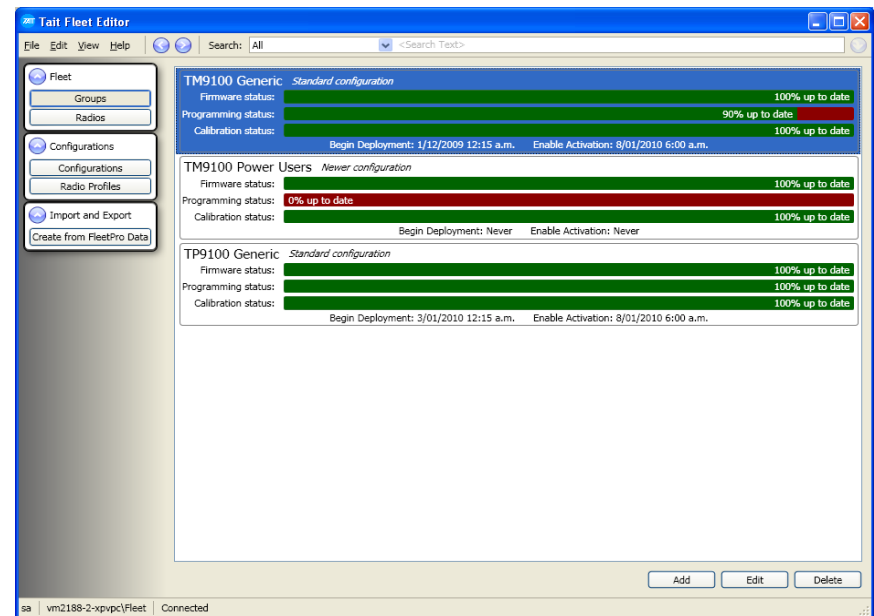 TAIT Tait Fleet Editor
File Edit View Help Search: All <Search Text>
Fleet
Groups
Radios
Configurations
Configurations
Radio Profiles
Import and Export
Create from FleetPro Data
TM9100 Generic Standard configuration
Firmware status: 100% up to date
Programming status: 90% up to date
Calibration status: 100% up to date
Begin Deployment: 1/12/2009 12:15 a.m. Enable Activation: 8/01/2010 6:00 a.m.
TM9100 Power Users Newer configuration
Firmware status: 100% up to date
Programming status: 0% up to date
Calibration status: 100% up to date
Begin Deployment: Never Enable Activation: Never
TP9100 Generic Standard configuration
Firmware status: 100% up to date
Programming status: 100% up to date
Calibration status: 100% up to date
Begin Deployment: 3/01/2010 12:15 a.m. Enable Activation: 8/01/2010 6:00 a.m.
Add Edit Delete
sa vm2188-2-xpvpc\Fleet Connected